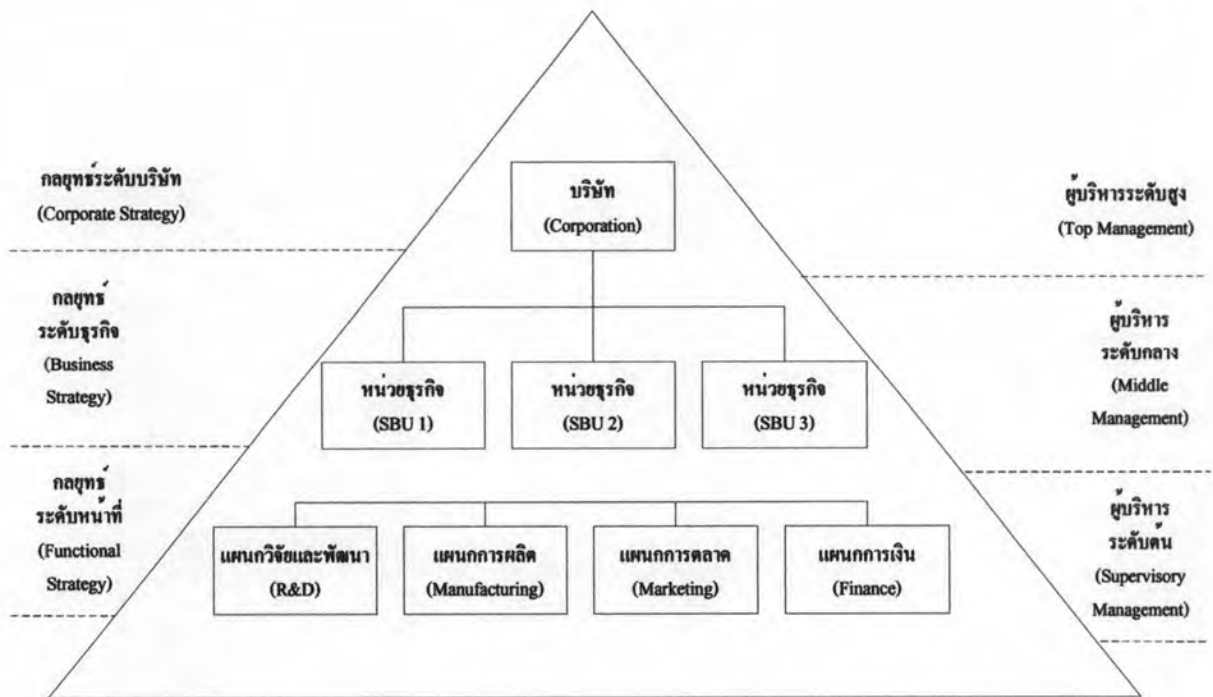 กลยุทธ์ระดับบริษัท
(Corporate Strategy)
บริษัท
(Corporation)
ผู้บริหารระดับสูง
(Top Management)
กลยุทธ์
ระดับธุรกิจ
(Business
Strategy)
หน่วยธุรกิจ
(SBU 1)
หน่วยธุรกิจ
(SBU 2)
หน่วยธุรกิจ
(SBU 3)
ผู้บริหาร
ระดับกลาง
(Middle
Management)
กลยุทธ์
ระดับหน้าที่
(Functional
Strategy)
แผนกวิจัยและพัฒนา
(R&D)
แผนกการผลิต
(Manufacturing)
แผนกการตลาด
(Marketing)
แผนกการเงิน
(Finance)
ผู้บริหาร
ระดับต้น
(Supervisory
Management)